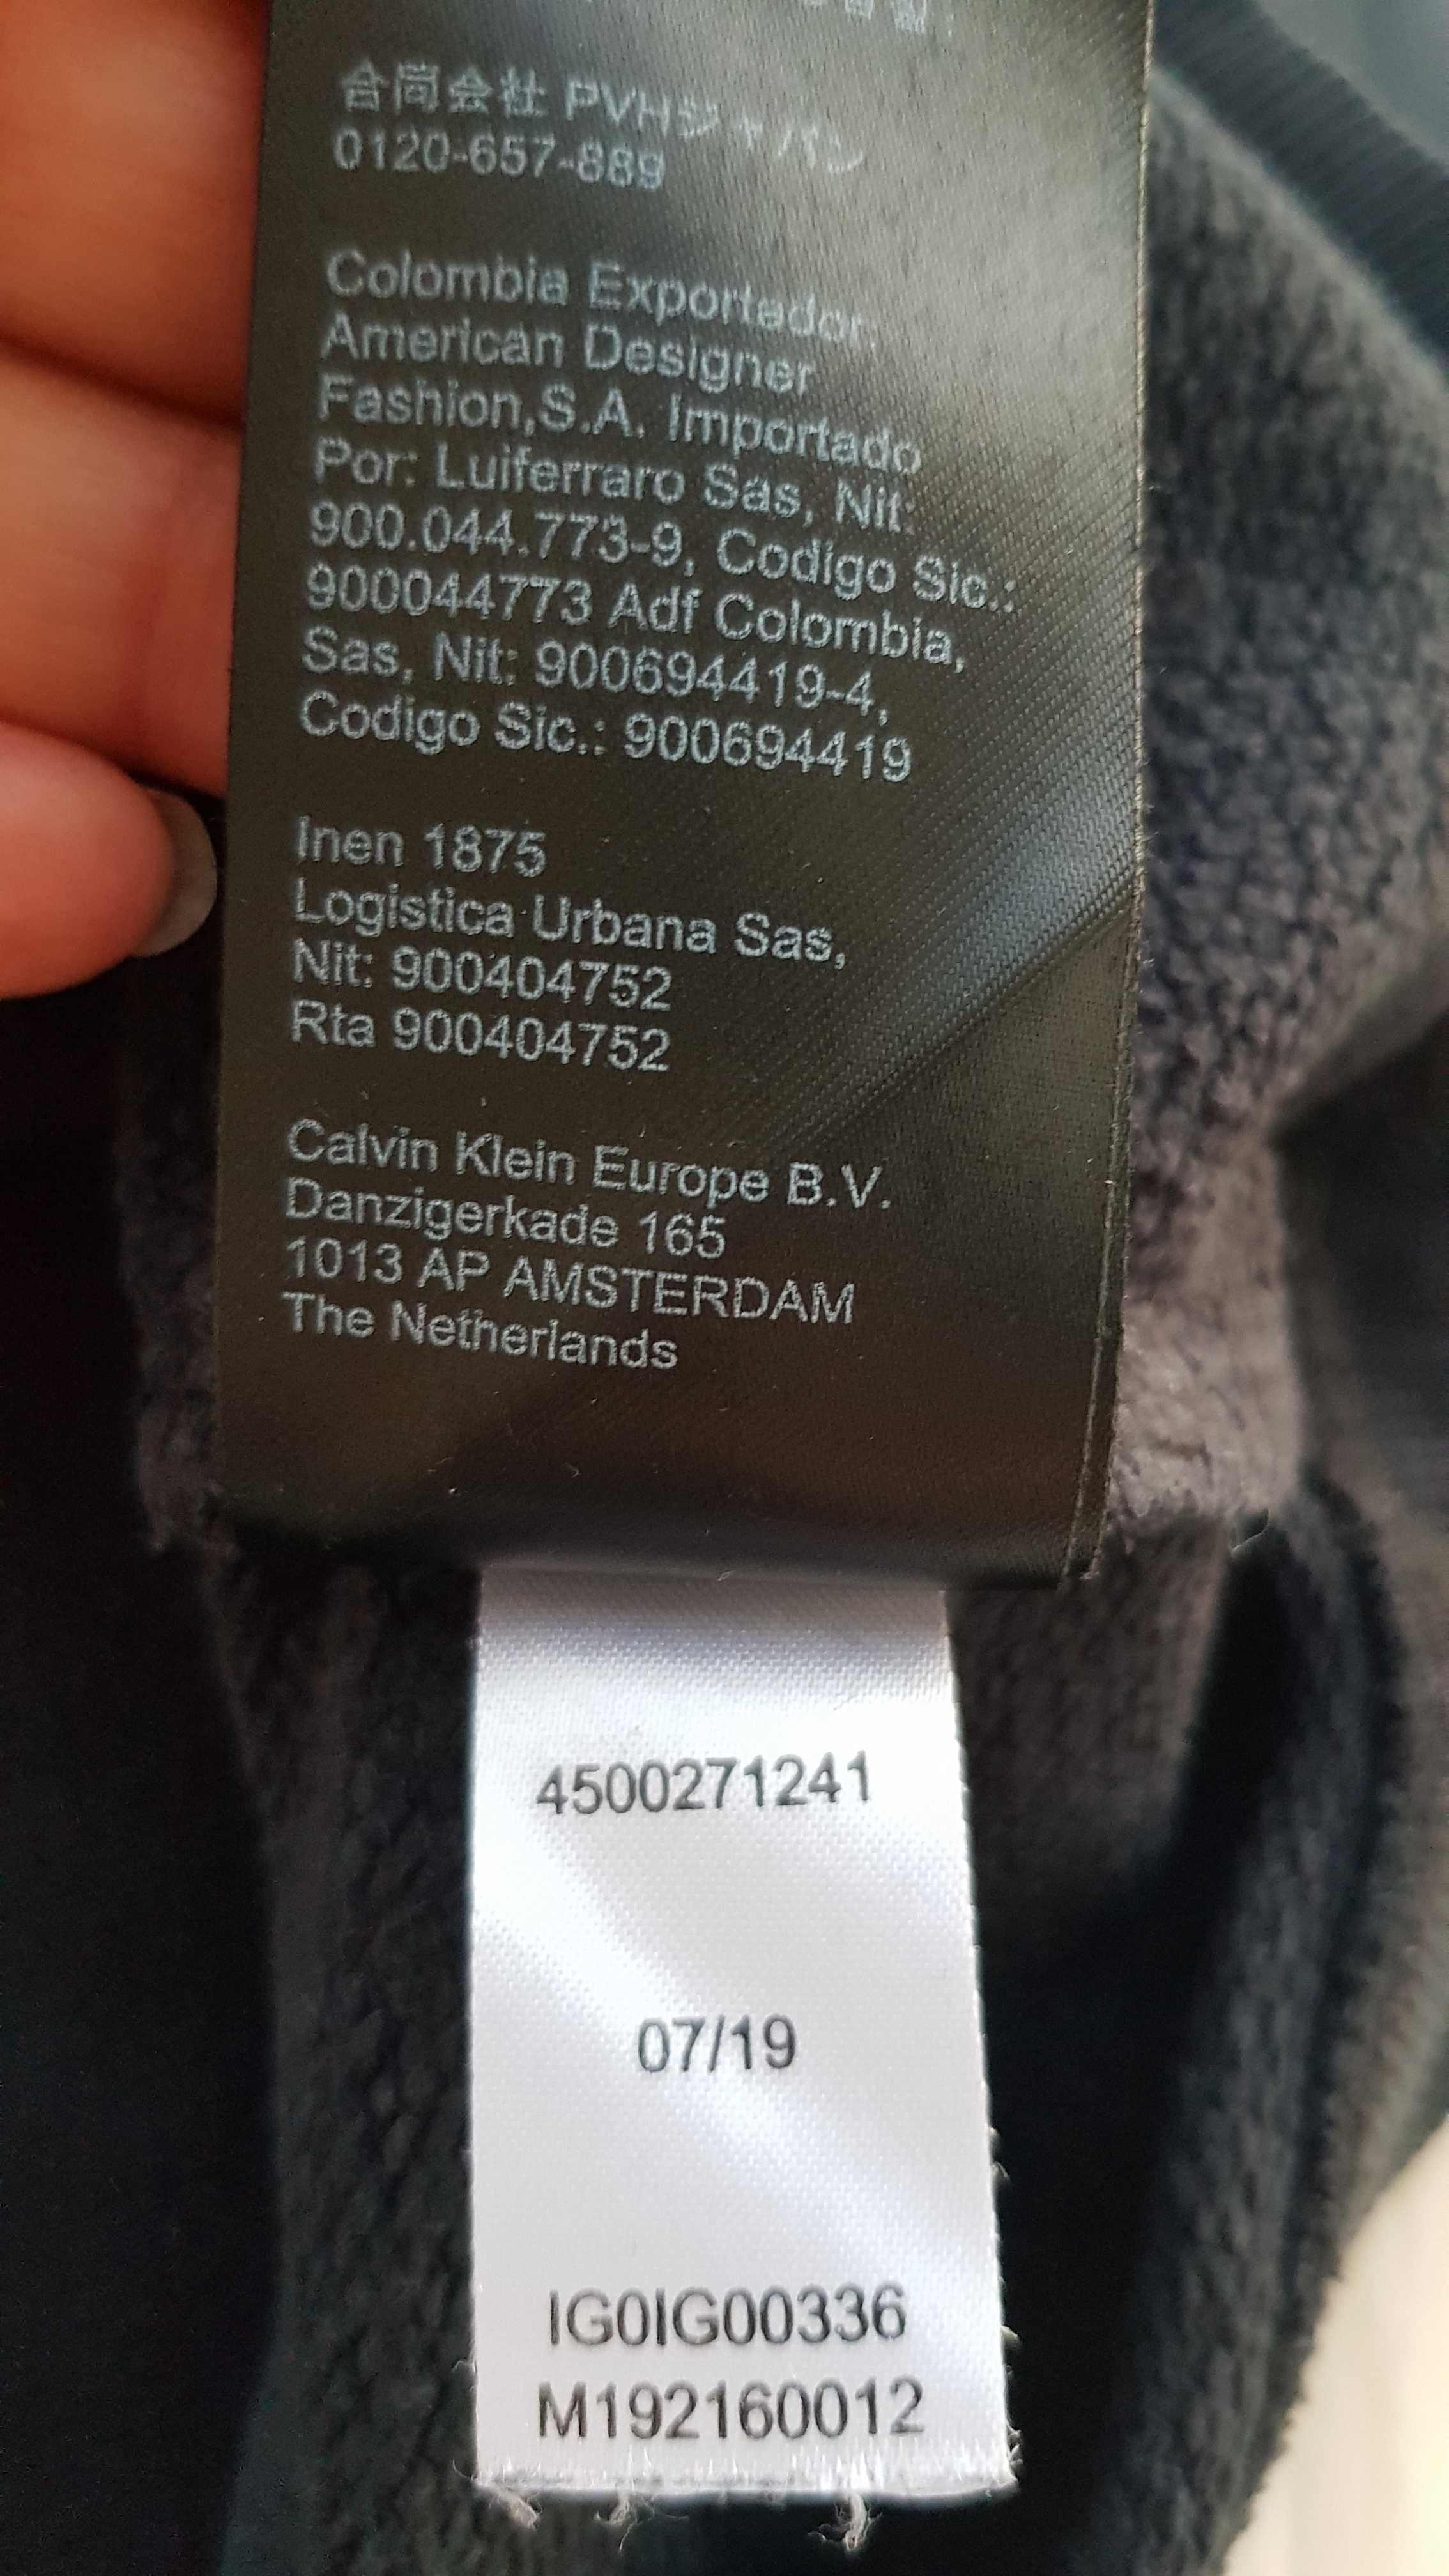 合同会社 PVHジャパン
0120-657-889
Colombia Exportador:
American Designer
Fashion,S.A. Importado
Por: Luiferraro Sas, Nit:
900.044.773-9, Codigo Sic.:
900044773 Adf Colombia,
Sas, Nit: 900694419-4,
Codigo Sic.: 900694419
Inen 1875
Logistica Urbana Sas,
Nit: 900404752
Rta 900404752
Calvin Klein Europe B.V.
Danzigerkade 165
1013 AP AMSTERDAM
The Netherlands
4500271241
07/19
IG0IG00336
M192160012